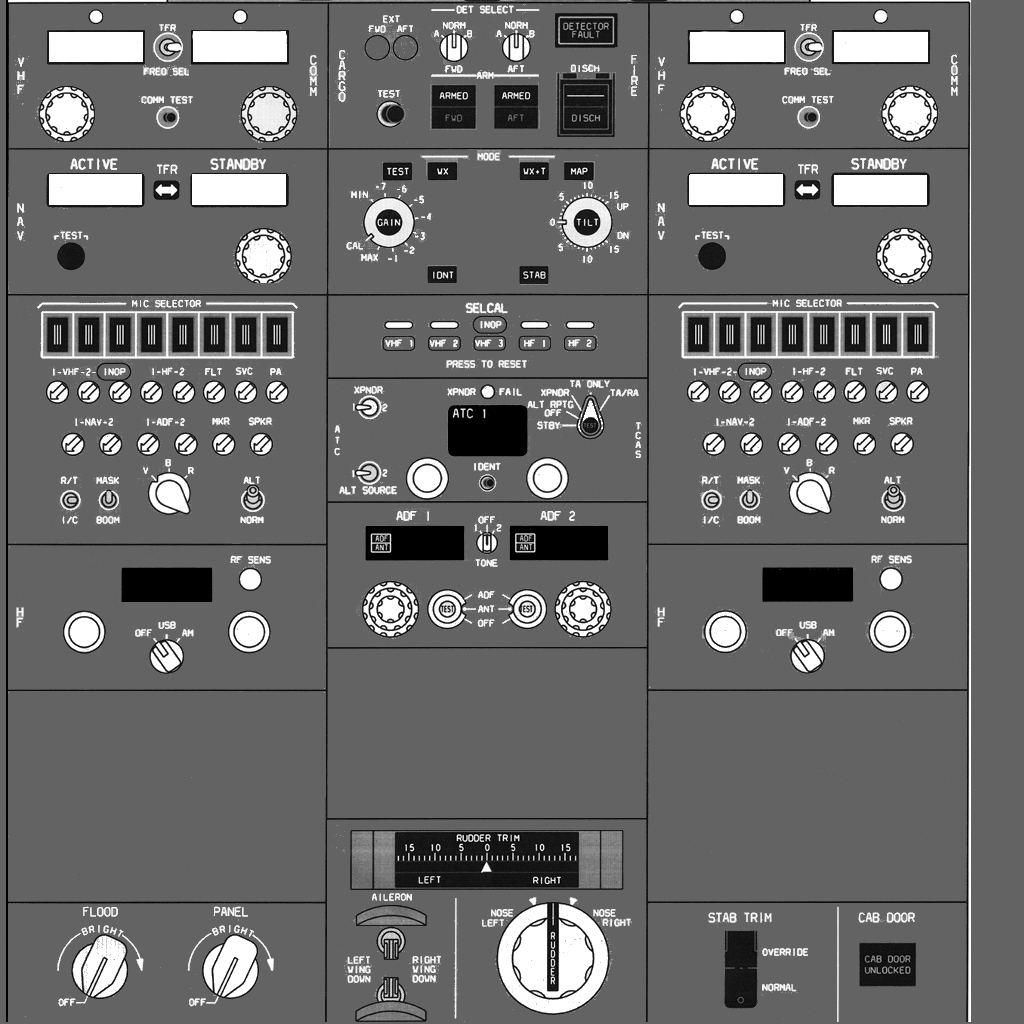 VHF
TFR
FREQ SEL
COMM
COMM TEST
CARGO
EXT
FWD AFT
DET SELECT
NORM
A B
FWD
NORM
A B
AFT
DETECTOR
FAULT
FIRE
TEST
ARM
ARMED
FWD
ARMED
AFT
DISCH
DISCH
VHF
TFR
FREQ SEL
COMM
COMM TEST
NAV
ACTIVE
TFR
STANDBY
TEST
MODE
TEST
WX
WX+T
MAP
MIN
-7
-6
-5
-4
-3
-2
-1
MAX
CAL
GAIN
10
15
UP
5
0
TILT
DN
5
15
10
IDNT
STAB
NAV
ACTIVE
TFR
STANDBY
TEST
MIC SELECTOR
1-VHF-2- INOP 1-HF-2 FLT SVC PA
1-NAV-2 1-ADF-2 MKR SPKR
V B R
R/T
I/C
MASK
BOOM
ALT
NORM
SELCAL
INOP
VHF 1 VHF 2 VHF 3 HF 1 HF 2
PRESS TO RESET
MIC SELECTOR
1-VHF-2- INOP 1-HF-2 FLT SVC PA
1-NAV-2 1-ADF-2 MKR SPKR
V B R
R/T
I/C
MASK
BOOM
ALT
NORM
ATC
XPNDR
1 2
XPNDR FAIL
ATC 1
TA ONLY
XPNDR
TA/RA
ALT RPTG
OFF
STBY
TEST
TCAS
1 2
ALT SOURCE
IDENT
ADF 1
OFF
1 1 2
TONE
ADF 2
ADF
ANT
ADF
ANT
TEST
ADF
ANT
OFF
TEST
HF
RF SENS
OFF USB AM
HF
RF SENS
OFF USB AM
RUDDER TRIM
15 10 5 0 5 10 15
LEFT RIGHT
FLOOD
BRIGHT
OFF
PANEL
BRIGHT
OFF
AILERON
LEFT
WING
DOWN
RIGHT
WING
DOWN
NOSE
LEFT
NOSE
RIGHT
RUDDER
STAB TRIM
OVERRIDE
NORMAL
CAB DOOR
CAB DOOR
UNLOCKED